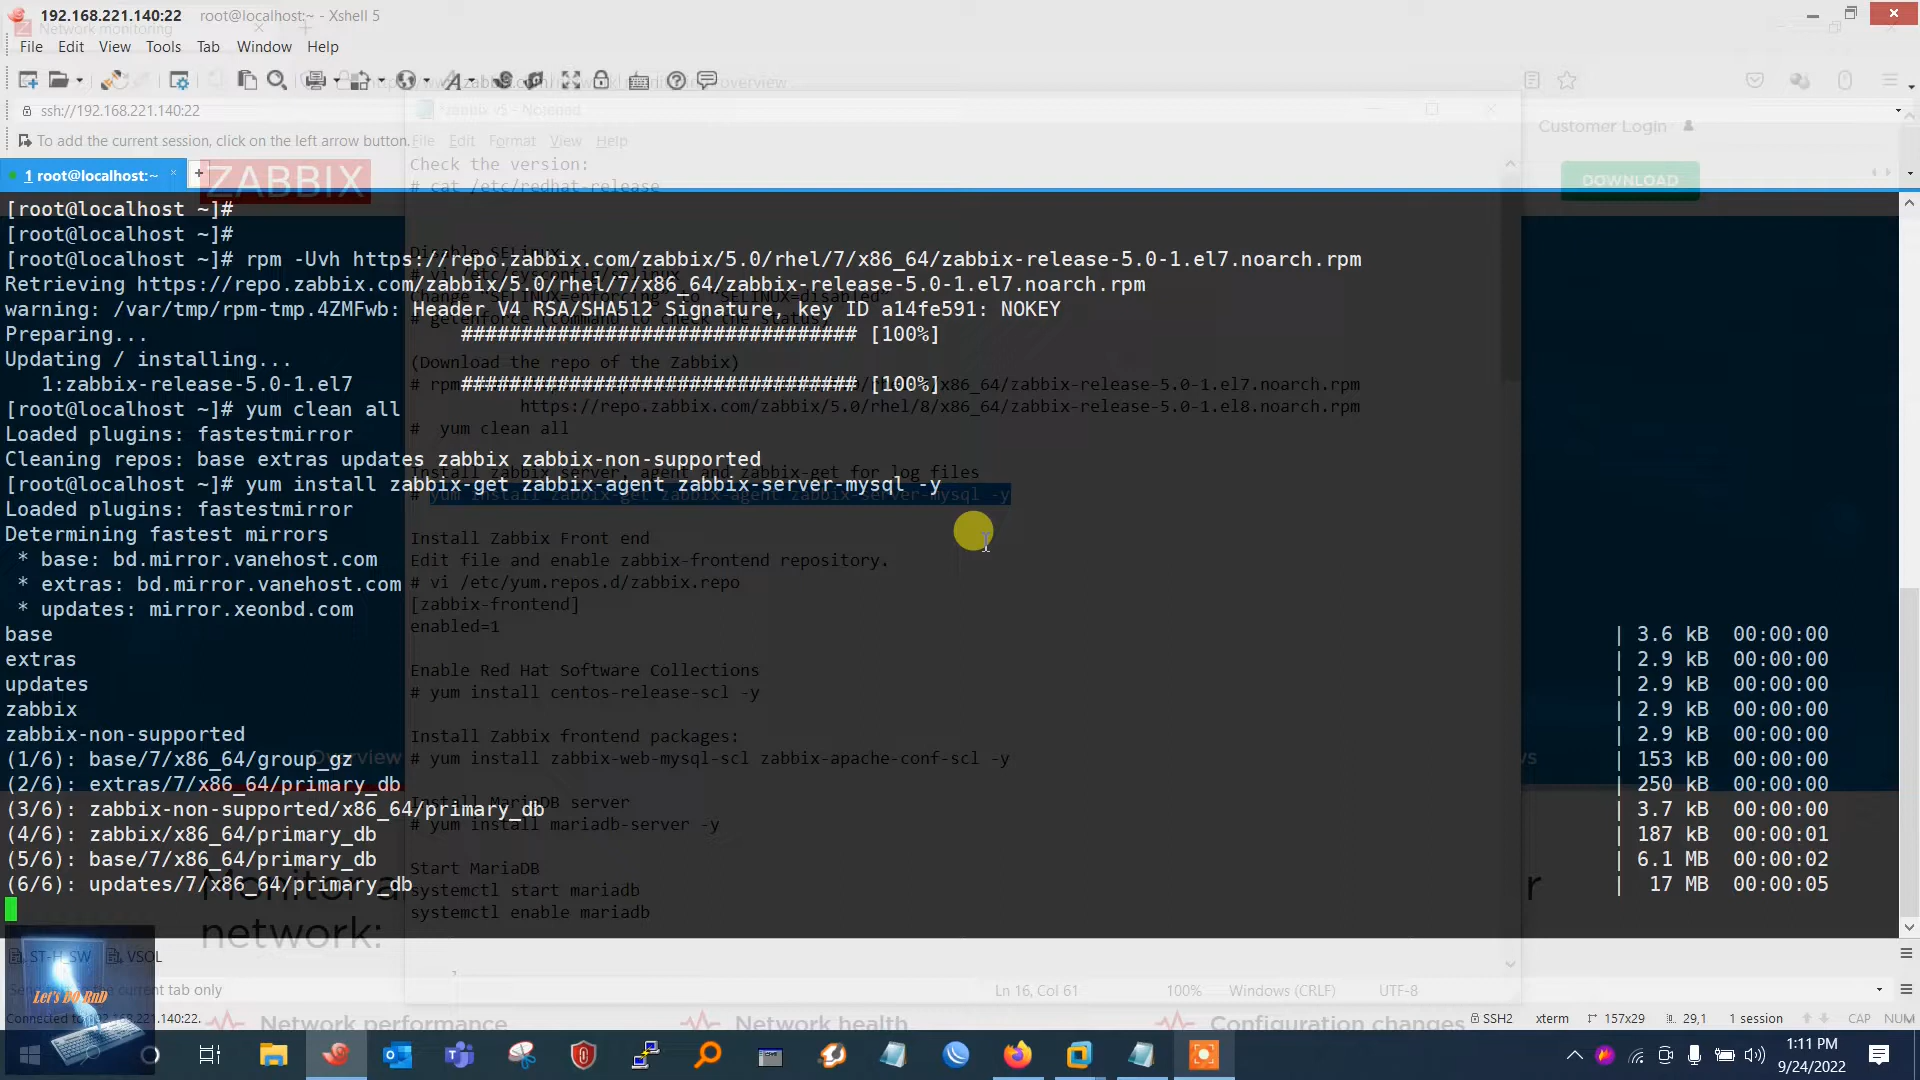 192.168.221.140:22 root@localhost:~ - Xshell 5
Network monitoring
File Edit View Tools Tab Window Help
ssh://192.168.221.140:22
*zabbix v5 - Notepad
To add the current session, click on the left arrow button.
File Edit Format View Help
Customer Login
1 root@localhost:~
ZABBIX
DOWNLOAD
Check the version:
# cat /etc/redhat-release
Disable SELinux
# vi /etc/sysconfig/selinux
Change "SELINUX=enforcing" to "SELINUX=disabled"
# getenforce (command to check the status)
(Download the repo of the Zabbix)
# rpm x86_64/zabbix-release-5.0-1.el7.noarch.rpm
https://repo.zabbix.com/zabbix/5.0/rhel/8/x86_64/zabbix-release-5.0-1.el8.noarch.rpm
# yum clean all
Install zabbix server, agent and zabbix-get for log files
# yum install zabbix-get zabbix-agent zabbix-server-mysql -y
Install Zabbix Front end
Edit file and enable zabbix-frontend repository.
# vi /etc/yum.repos.d/zabbix.repo
[zabbix-frontend]
enabled=1
Enable Red Hat Software Collections
# yum install centos-release-scl -y
Install Zabbix frontend packages:
# yum install zabbix-web-mysql-scl zabbix-apache-conf-scl -y
Install MariaDB server
# yum install mariadb-server -y
Start MariaDB
systemctl start mariadb
systemctl enable mariadb
[root@localhost ~]#
[root@localhost ~]#
[root@localhost ~]# rpm -Uvh https://repo.zabbix.com/zabbix/5.0/rhel/7/x86_64/zabbix-release-5.0-1.el7.noarch.rpm
Retrieving https://repo.zabbix.com/zabbix/5.0/rhel/7/x86_64/zabbix-release-5.0-1.el7.noarch.rpm
warning: /var/tmp/rpm-tmp.4ZMFwb: Header V4 RSA/SHA512 Signature, key ID a14fe591: NOKEY
Preparing... ################################# [100%]
Updating / installing...
1:zabbix-release-5.0-1.el7 ################################# [100%]
[root@localhost ~]# yum clean all
Loaded plugins: fastestmirror
Cleaning repos: base extras updates zabbix zabbix-non-supported
[root@localhost ~]# yum install zabbix-get zabbix-agent zabbix-server-mysql -y
Loaded plugins: fastestmirror
Determining fastest mirrors
* base: bd.mirror.vanehost.com
* extras: bd.mirror.vanehost.com
* updates: mirror.xeonbd.com
base | 3.6 kB 00:00:00
extras | 2.9 kB 00:00:00
updates | 2.9 kB 00:00:00
zabbix | 2.9 kB 00:00:00
zabbix-non-supported | 2.9 kB 00:00:00
(1/6): base/7/x86_64/group_gz | 153 kB 00:00:00
(2/6): extras/7/x86_64/primary_db | 250 kB 00:00:00
(3/6): zabbix-non-supported/x86_64/primary_db | 3.7 kB 00:00:00
(4/6): zabbix/x86_64/primary_db | 187 kB 00:00:01
(5/6): base/7/x86_64/primary_db | 6.1 MB 00:00:02
(6/6): updates/7/x86_64/primary_db | 17 MB 00:00:05
Overview
Monitor
network:
ST-H_SW VSOL
Let's DO RnD
the current tab only
Ln 16, Col 61 100% Windows (CRLF) UTF-8
Connected to 192.168.221.140:22.
Network performance Network health Configuration changes
SSH2 xterm 157x29 29,1 1 session CAP NUM
1:11 PM
9/24/2022